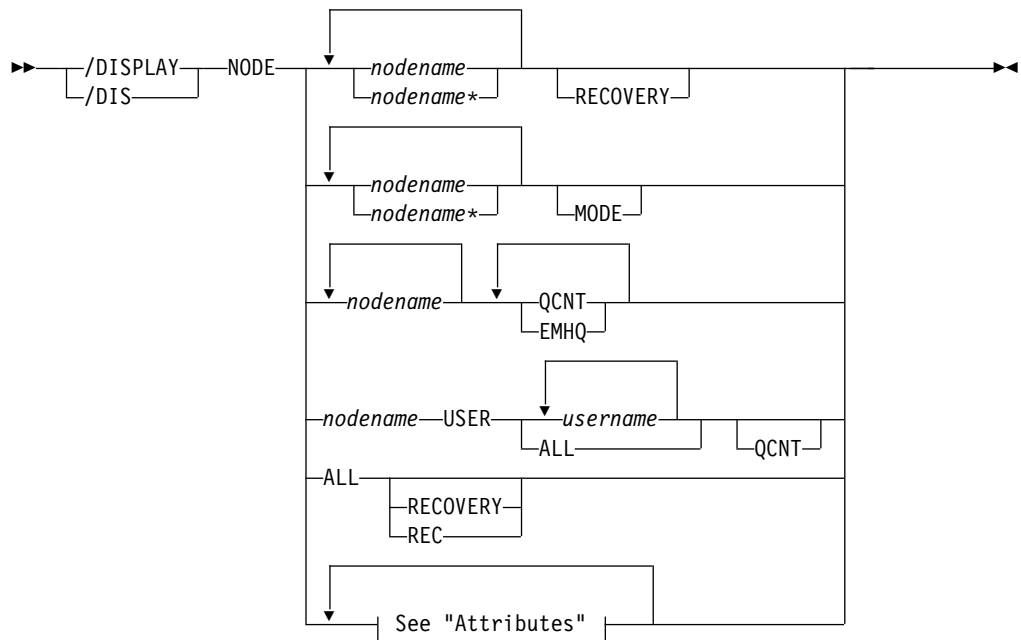 /DISPLAY NODE nodename
/DIS nodename* RECOVERY
nodename
nodename* MODE
nodename QCNT
EMHQ
nodename USER username
ALL QCNT
ALL
RECOVERY
REC
See "Attributes"